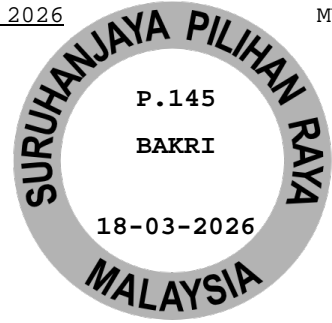 2026 M
SURUHANJAYA PILIHAN RAYA
P.145
BAKRI
18-03-2026
MALAYSIA